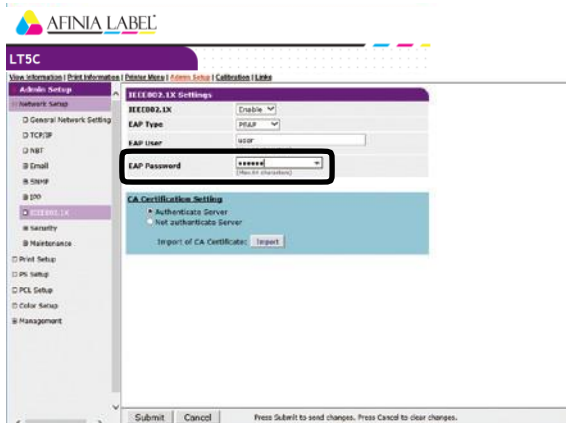 AFINIA LABEL
LT5C
View Information | Print Information | Printer Menu | Admin Setup | Calibration | Links
Admin Setup
Network Setup
General Network Setting
TCP/IP
NBT
Email
SNMP
IPP
IEEE802.1X
Security
Maintenance
Print Setup
PS Setup
PCL Setup
Color Setup
Management
IEEE802.1X Settings
IEEE802.1X Enable
EAP Type PEAP
EAP User user
EAP Password ••••••
(Max 64 characters)
CA Certification Setting
Authenticate Server
Not authenticate Server
Import of CA Certificate: Import
Submit Cancel Press Submit to send changes. Press Cancel to clear changes.